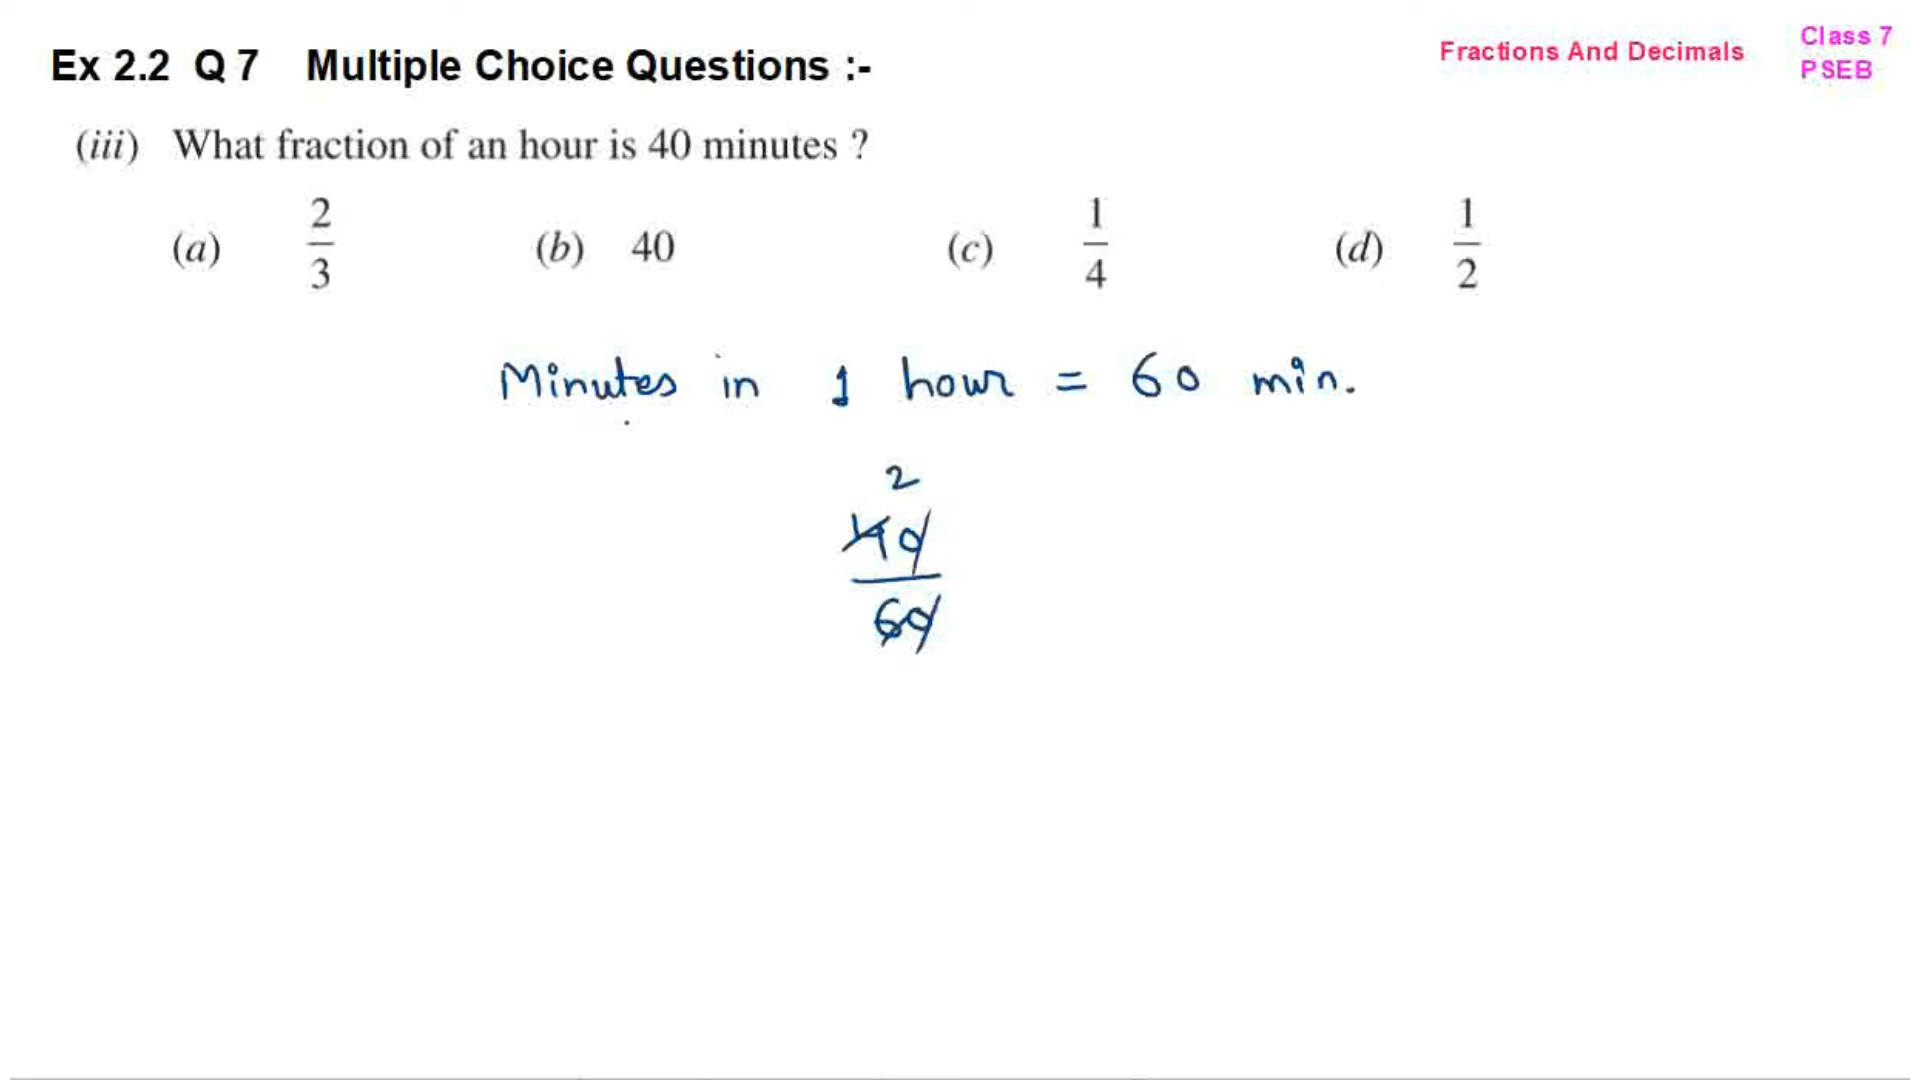 Ex 2.2 Q 7 Multiple Choice Questions :-
Fractions And Decimals
Class 7
PSEB
(iii) What fraction of an hour is 40 minutes ?
(a) 2/3 (b) 40 (c) 1/4 (d) 1/2
Minutes in 1 hour = 60 min.
2
40
60